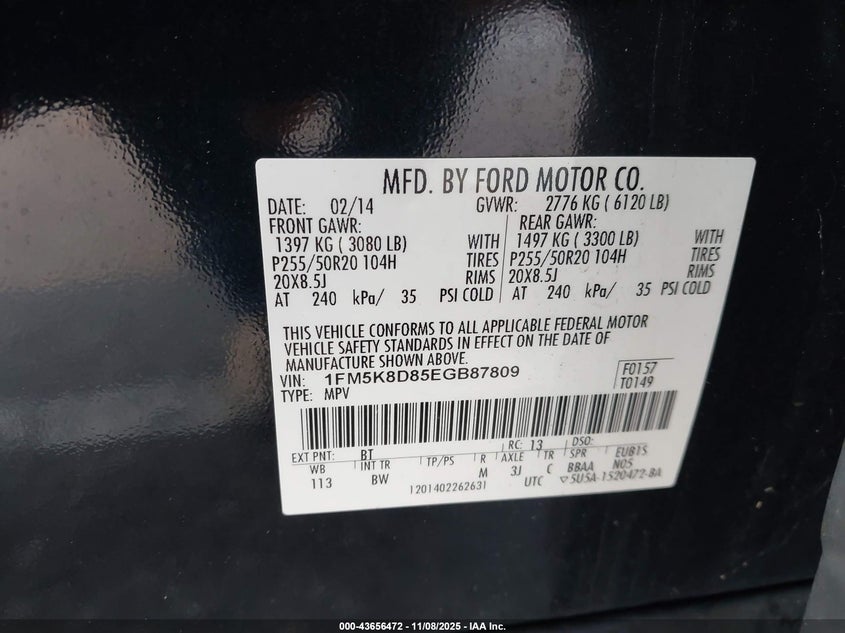 MFD. BY FORD MOTOR CO.
DATE: 02/14 GVWR: 2776 KG ( 6120 LB)
FRONT GAWR: REAR GAWR:
1397 KG ( 3080 LB) WITH 1497 KG ( 3300 LB) WITH
P255/50R20 104H TIRES P255/50R20 104H TIRES
20X8.5J RIMS 20X8.5J RIMS
AT 240 kPa/ 35 PSI COLD AT 240 kPa/ 35 PSI COLD
THIS VEHICLE CONFORMS TO ALL APPLICABLE FEDERAL MOTOR
VEHICLE SAFETY STANDARDS IN EFFECT ON THE DATE OF
MANUFACTURE SHOWN ABOVE.
VIN: 1FM5K8D85EGB87809 F0157
TYPE: MPV T0149
EXT PNT: BT RC: 13 DSO:
WB INT TR TP/PS R AXLE TR SPR EUB1S
113 BW M 3J C BBAA N05
1201402262631 UTC ▽5U5A-1520472-BA
000-43656472 - 11/08/2025 - IAA Inc.